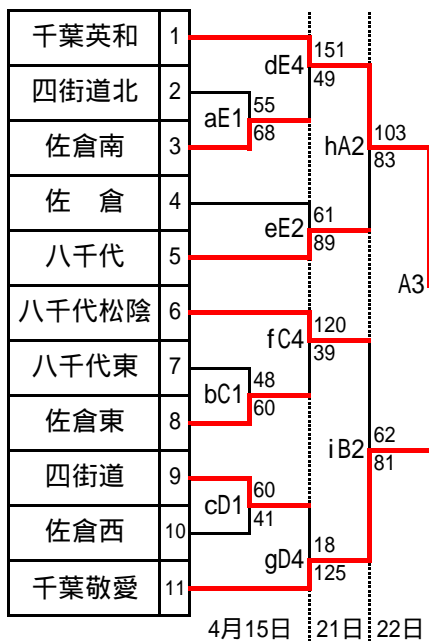 千葉英和 1
四街道北 2
佐倉南 3
佐 倉 4
八千代 5
八千代松陰 6
八千代東 7
佐倉東 8
四街道 9
佐倉西 10
千葉敬愛 11
aE1
55
68
bC1
48
60
cD1
60
41
dE4
151
49
eE2
61
89
fC4
120
39
gD4
18
125
hA2
103
83
iB2
62
81
A3
4月15日 21日 22日